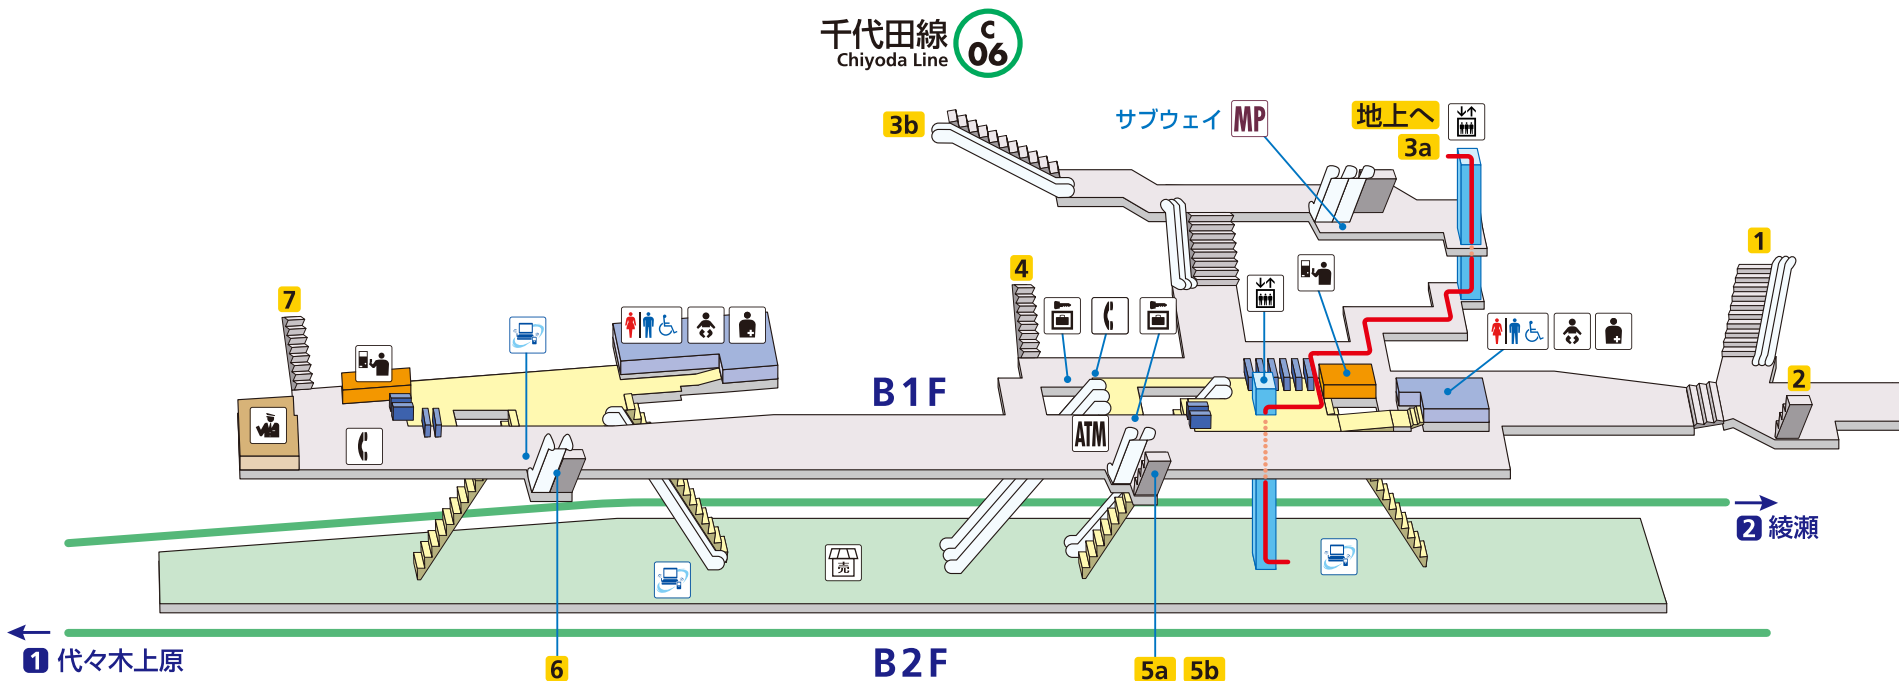 千代田線
Chiyoda Line
C
06
3b
サブウェイ
MP
地上へ
3a
1
4
7
2
B1F
ATM
2 綾瀬
売
1 代々木上原
6
B2F
5a 5b